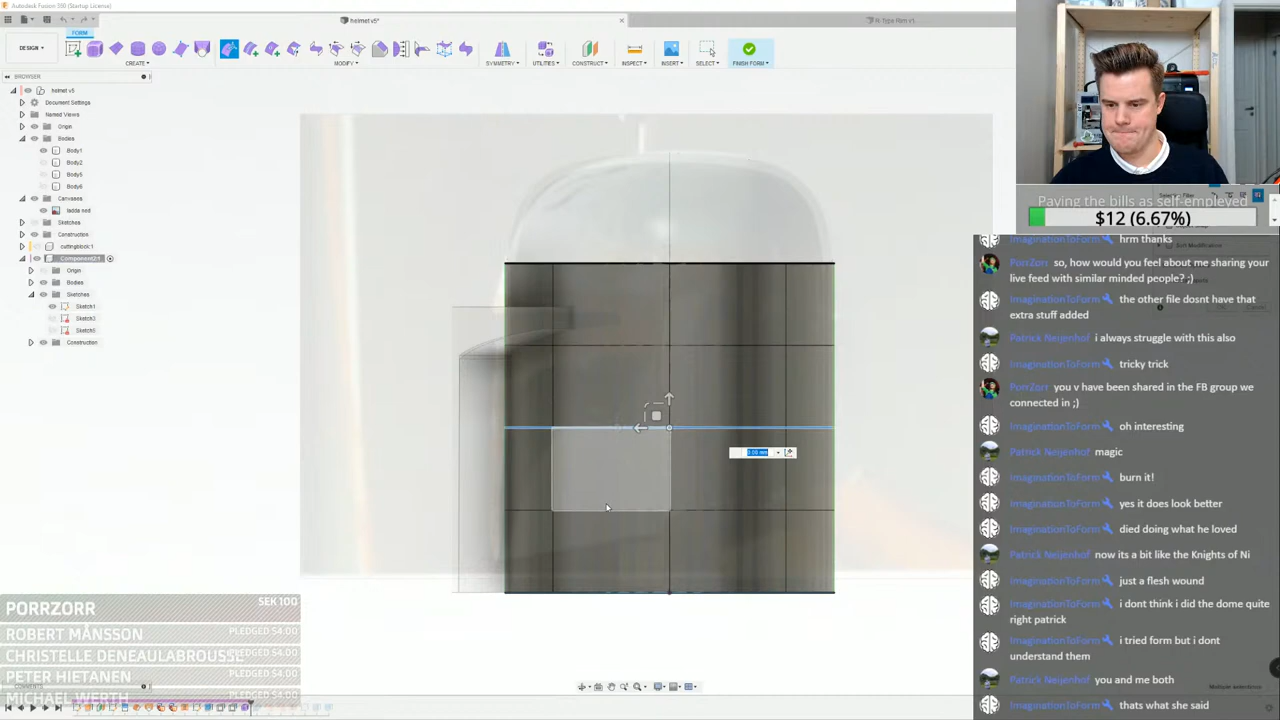 Autodesk Fusion 360 (Startup License)
helmet v5*
FORM
DESIGN
CREATE
MODIFY
SYMMETRY
UTILITIES
CONSTRUCT
INSPECT
INSERT
SELECT
FINISH FORM
BROWSER
helmet v5
Document Settings
Named Views
Origin
Bodies
Body1
Body2
Body5
Body6
Canvases
Sketches
Construction
cuttingblock:1
Component2:1
Origin
Bodies
Sketches
Sketch1
Sketch3
Sketch5
Construction
Paying the bills as self-employed
$12 (6.67%)
ImaginationToForm hrm thanks
PorrZorr so, how would you feel about me sharing your
live feed with similar minded people? ;)
ImaginationToForm the other file dosnt have that
extra stuff added
Patrick Neijenhof i always struggle with this also
ImaginationToForm tricky trick
PorrZorr you v have been shared in the FB group we
connected in ;)
ImaginationToForm oh interesting
Patrick Neijenhof magic
ImaginationToForm burn it!
ImaginationToForm yes it does look better
ImaginationToForm died doing what he loved
Patrick Neijenhof now its a bit like the Knights of Ni
ImaginationToForm just a flesh wound
ImaginationToForm i dont think i did the dome quite
right patrick
ImaginationToForm i tried form but i dont
understand them
Patrick Neijenhof you and me both
ImaginationToForm thats what she said
PORRZORR SEK 100
ROBERT MÅNSSON PLEDGED $4.00
CHRISTELLE DENEAULABROUSSE PLEDGED $4.00
PETER HIETANEN PLEDGED $4.00
MICHAEL WERTH PLEDGED $4.00